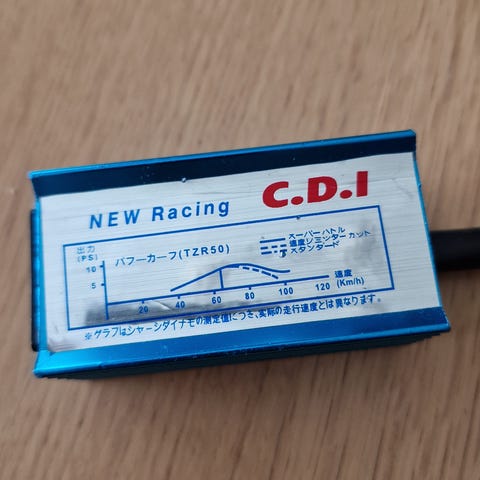 NEW Racing C.D.I
出力
(PS)
パフーカーフ(TZR50)
スーパーハトル
速度リミッターカット
スタンダード
10
5
速度
(Km/h)
20 40 60 80 100 120
※グラフはシャーシダイナモの測定値につき、実際の走行速度とは異なります。